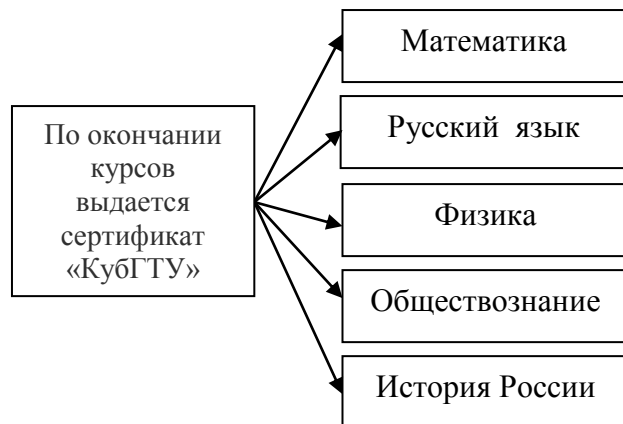 По окончании
курсов
выдается
сертификат
«КубГТУ»
Математика
Русский язык
Физика
Обществознание
История России